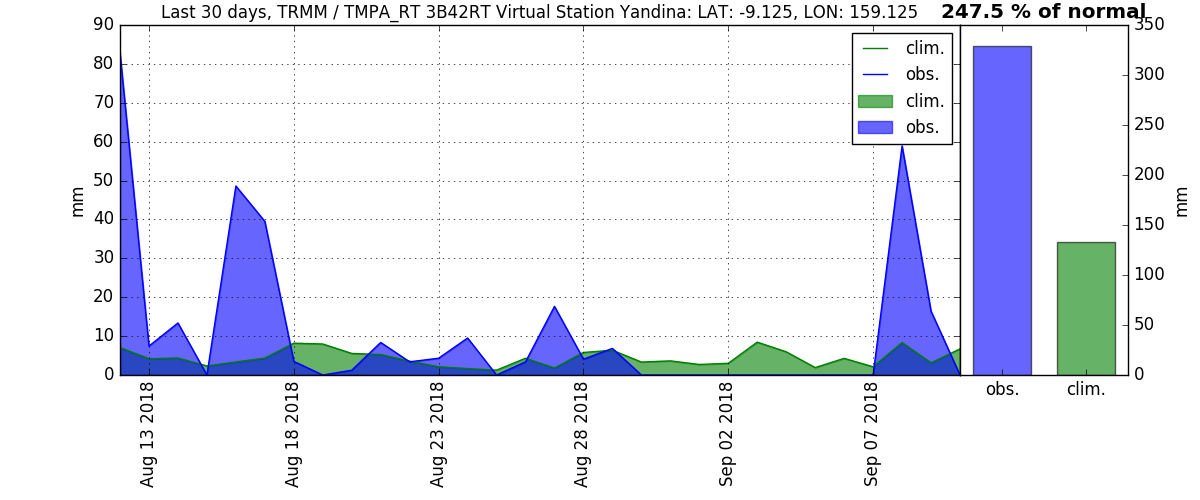 Last 30 days, TRMM / TMPA_RT 3B42RT Virtual Station Yandina: LAT: -9.125, LON: 159.125
247.5 % of normal
90
80
70
60
50
40
30
20
10
0
mm
clim.
obs.
clim.
obs.
Aug 13 2018
Aug 18 2018
Aug 23 2018
Aug 28 2018
Sep 02 2018
Sep 07 2018
350
300
250
200
150
100
50
0
mm
obs.
clim.